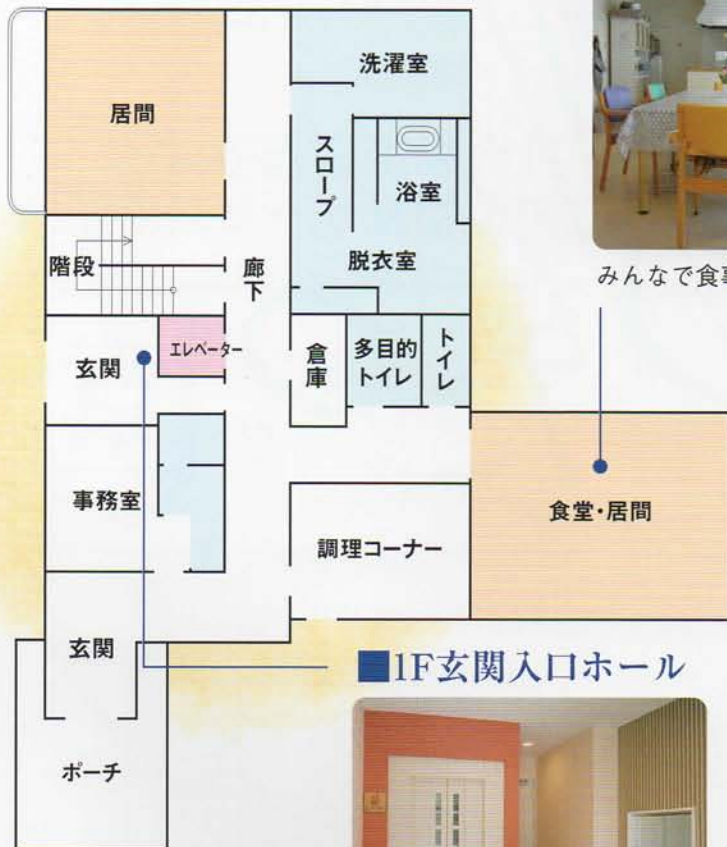 居間
洗濯室
スロープ
浴室
脱衣室
階段
廊下
エレベーター
玄関
倉庫
多目的
トイレ
トイレ
事務室
調理コーナー
食堂・居間
玄関
ポーチ
みんなで食
■1F玄関入口ホール